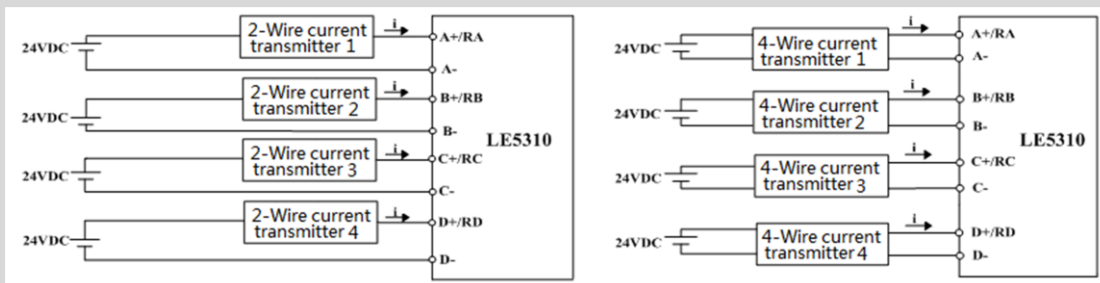 2-Wire current
transmitter 1
i
24VDC
A+/RA
A-
2-Wire current
transmitter 2
i
24VDC
B+/RB
B-
LE5310
2-Wire current
transmitter 3
i
24VDC
C+/RC
C-
2-Wire current
transmitter 4
i
24VDC
D+/RD
D-
i
24VDC
4-Wire current
transmitter 1
A+/RA
A-
i
24VDC
4-Wire current
transmitter 2
B+/RB
B-
LE5310
i
24VDC
4-Wire current
transmitter 3
C+/RC
C-
i
24VDC
4-Wire current
transmitter 4
D+/RD
D-